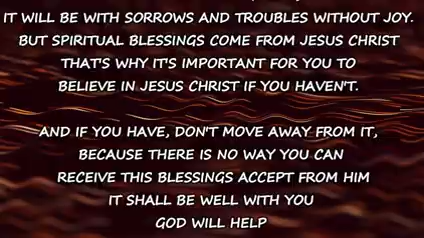 IT WILL BE WITH SORROWS AND TROUBLES WITHOUT JOY.
BUT SPIRITUAL BLESSINGS COME FROM JESUS CHRIST
THAT'S WHY IT'S IMPORTANT FOR YOU TO
BELIEVE IN JESUS CHRIST IF YOU HAVEN'T.
AND IF YOU HAVE, DON'T MOVE AWAY FROM IT,
BECAUSE THERE IS NO WAY YOU CAN
RECEIVE THIS BLESSINGS ACCEPT FROM HIM
IT SHALL BE WELL WITH YOU
GOD WILL HELP